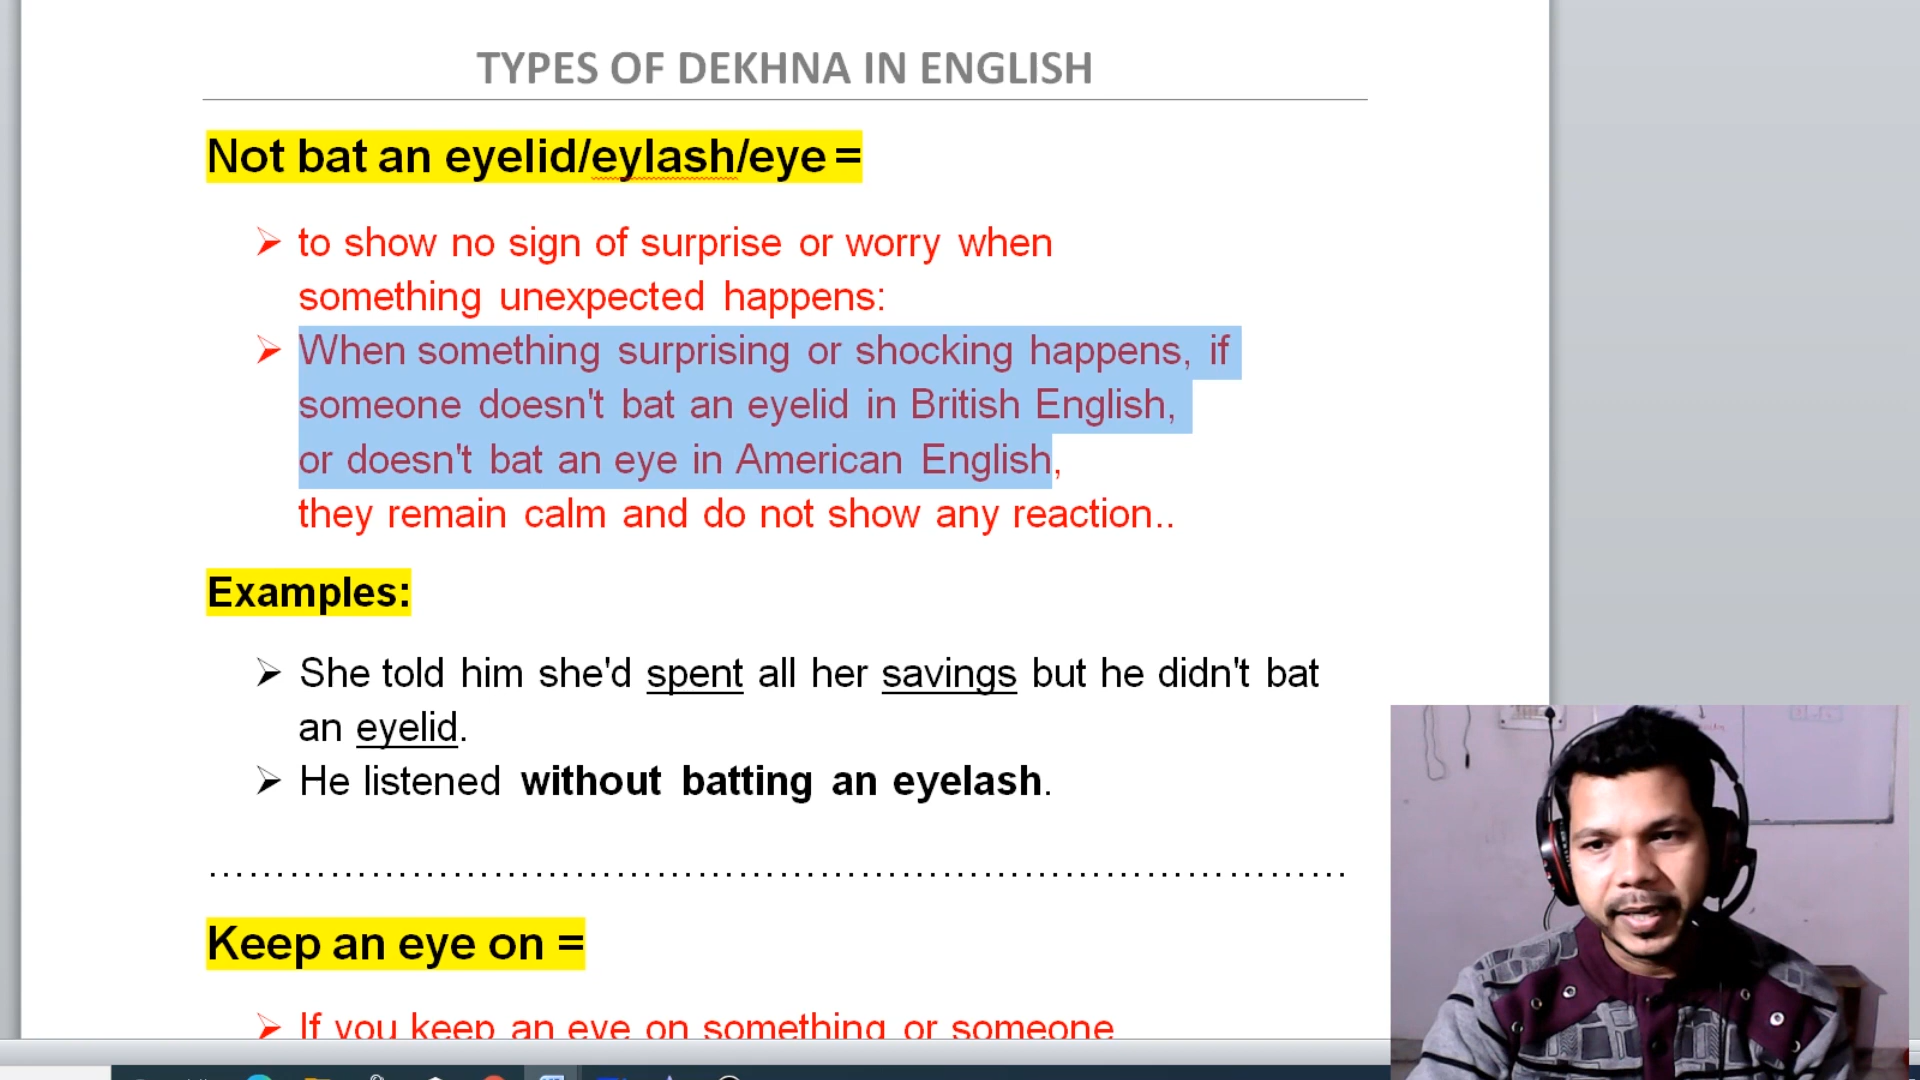 TYPES OF DEKHNA IN ENGLISH
Not bat an eyelid/eylash/eye =
➢ to show no sign of surprise or worry when
something unexpected happens:
➢ When something surprising or shocking happens, if
someone doesn't bat an eyelid in British English,
or doesn't bat an eye in American English,
they remain calm and do not show any reaction..
Examples:
➢ She told him she'd spent all her savings but he didn't bat
an eyelid.
➢ He listened without batting an eyelash.
....................................................................................
Keep an eye on =
➢ If you keep an eye on something or someone